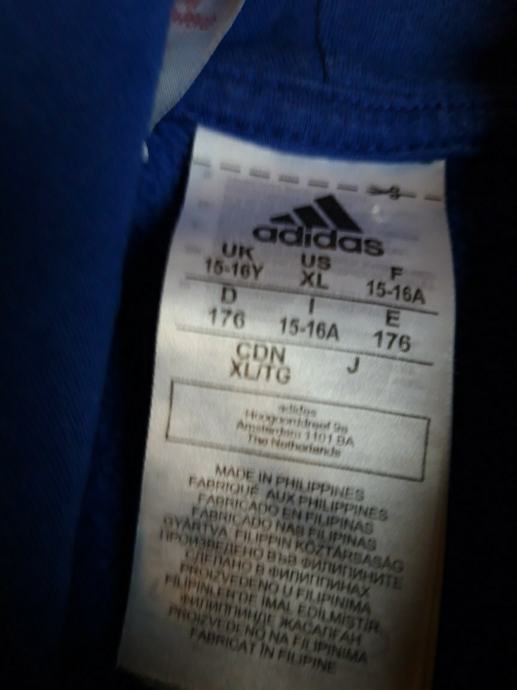 adidas
UK US F
15-16Y XL 15-16A
D I E
176 15-16A 176
CDN J
XL/TG
adidas
Hoogoorddreef 9a
Amsterdam 1101 BA
The Netherlands
MADE IN PHILIPPINES
FABRIQUÉ AUX PHILIPPINES
FABRICADO EN FILIPINAS
FABRICADO NAS FILIPINAS
GYÁRTVA FILIPPIN KÖZTÁRSASÁG
ПРОИЗВЕДЕНО ВЪВ ФИЛИПИНИТЕ
СДЕЛАНО В ФИЛИППИНАХ
PROIZVEDENO U FILIPINIMA
FILIPINLER'DE İMAL EDİLMİŞTİR
ФИЛИППИНДЕ ЖАСАЛҒАН
PROIZVEDENO NA FILIPINIMA
FABRICAT ÎN FILIPINE